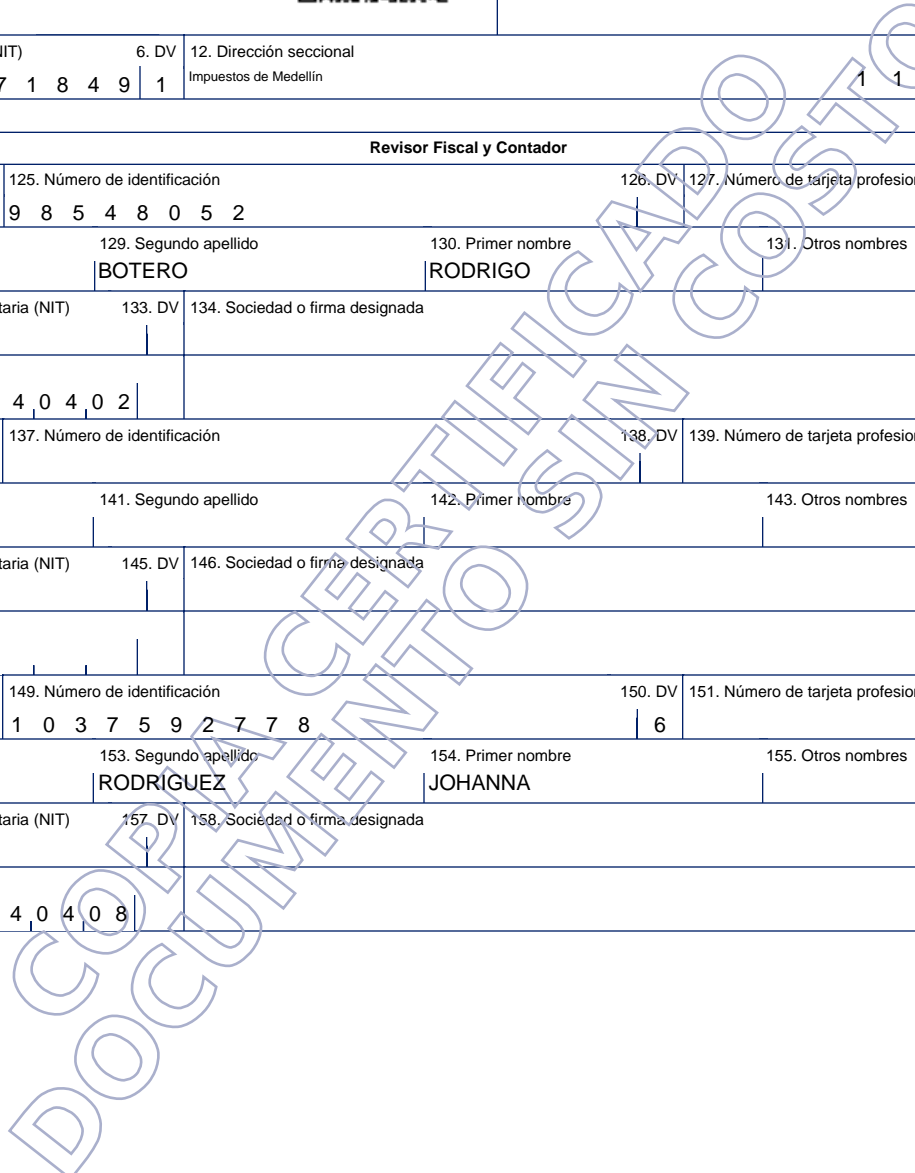 IT) 6. DV 12. Dirección seccional
7 1 8 4 9 1 Impuestos de Medellín 1 1
Revisor Fiscal y Contador
125. Número de identificación 126. DV 127. Número de tarjeta profesion
9 8 5 4 8 0 5 2
129. Segundo apellido 130. Primer nombre 131. Otros nombres
BOTERO RODRIGO
taria (NIT) 133. DV 134. Sociedad o firma designada
4 0 4 0 2
137. Número de identificación 138. DV 139. Número de tarjeta profesion
141. Segundo apellido 142. Primer nombre 143. Otros nombres
taria (NIT) 145. DV 146. Sociedad o firma designada
149. Número de identificación 150. DV 151. Número de tarjeta profesion
1 0 3 7 5 9 2 7 7 8 6
153. Segundo apellido 154. Primer nombre 155. Otros nombres
RODRIGUEZ JOHANNA
taria (NIT) 157. DV 158. Sociedad o firma designada
4 0 4 0 8
COPIA CERTIFICADO
DOCUMENTO SIN COSTO